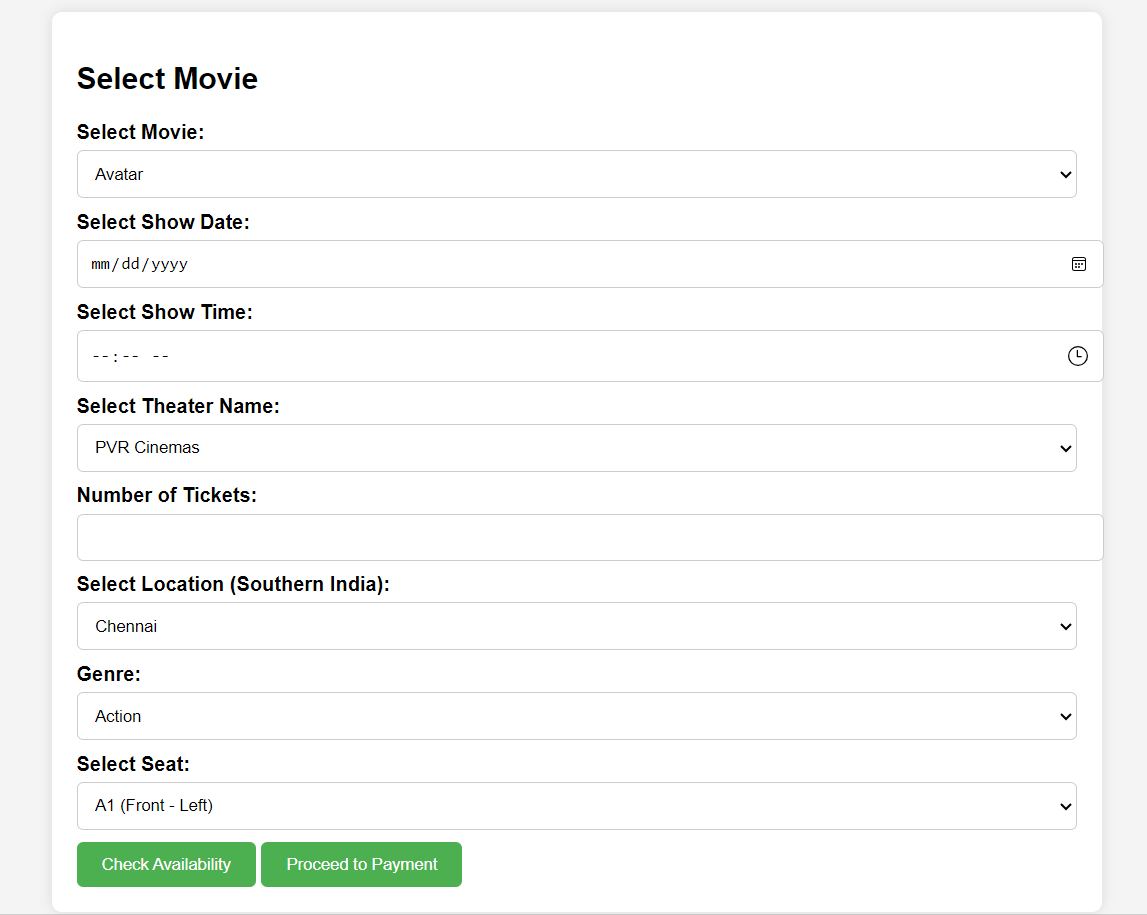 Select Movie
Select Movie:
Avatar
Select Show Date:
mm/dd/yyyy
Select Show Time:
--:-- --
Select Theater Name:
PVR Cinemas
Number of Tickets:
Select Location (Southern India):
Chennai
Genre:
Action
Select Seat:
A1 (Front - Left)
Check Availability Proceed to Payment